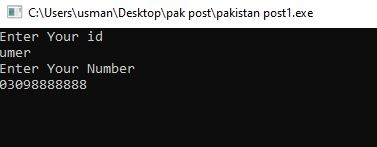 C:\Users\usman\Desktop\pak post\pakistan post1.exe
Enter Your id
umer
Enter Your Number
03098888888